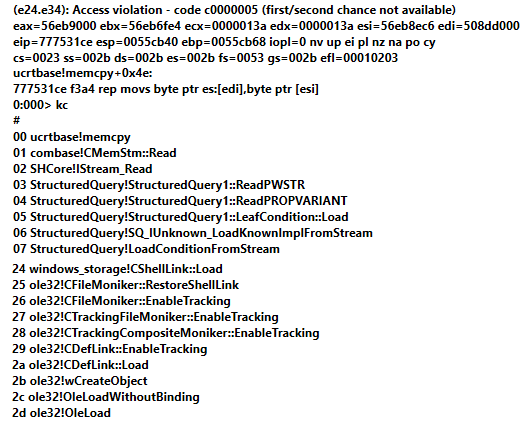 (e24.e34): Access violation - code c0000005 (first/second chance not available)
eax=56eb9000 ebx=56eb6fe4 ecx=0000013a edx=0000013a esi=56eb8ec6 edi=508dd000
eip=777531ce esp=0055cb40 ebp=0055cb68 iopl=0 nv up ei pl nz na po cy
cs=0023 ss=002b ds=002b es=002b fs=0053 gs=002b efl=00010203
ucrtbase!memcpy+0x4e:
777531ce f3a4 rep movs byte ptr es:[edi],byte ptr [esi]
0:000> kc
#
00 ucrtbase!memcpy
01 combase!CMemStm::Read
02 SHCore!IStream_Read
03 StructuredQuery!StructuredQuery1::ReadPWSTR
04 StructuredQuery!StructuredQuery1::ReadPROPVARIANT
05 StructuredQuery!StructuredQuery1::LeafCondition::Load
06 StructuredQuery!SQ_IUnknown_LoadKnownImplFromStream
07 StructuredQuery!LoadConditionFromStream
24 windows_storage!CShellLink::Load
25 ole32!CFileMoniker::RestoreShellLink
26 ole32!CFileMoniker::EnableTracking
27 ole32!CTrackingFileMoniker::EnableTracking
28 ole32!CTrackingCompositeMoniker::EnableTracking
29 ole32!CDefLink::EnableTracking
2a ole32!CDefLink::Load
2b ole32!wCreateObject
2c ole32!OleLoadWithoutBinding
2d ole32!OleLoad